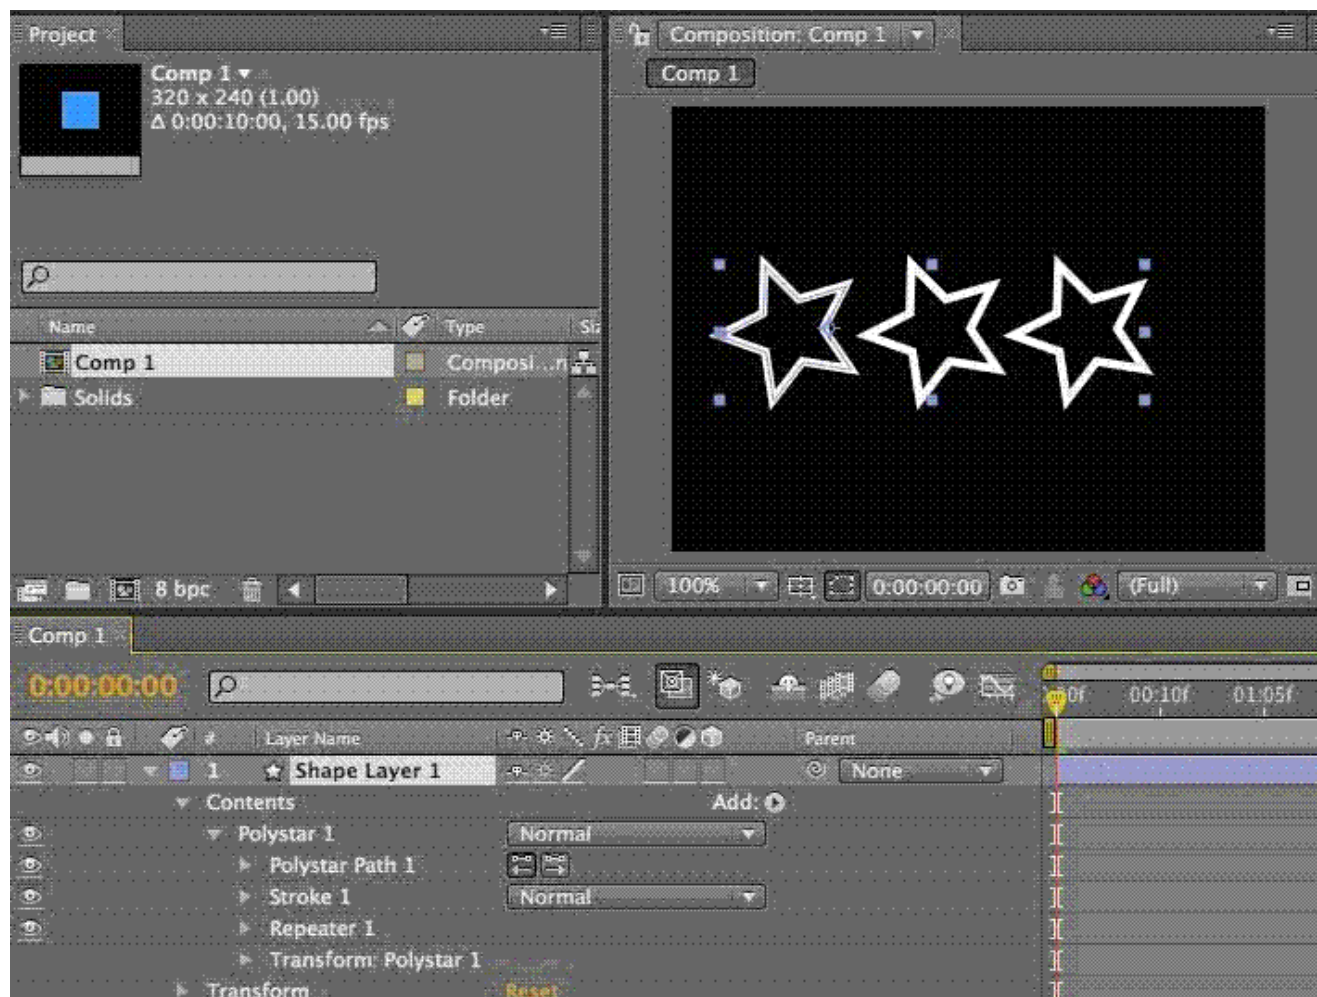 Project
Comp 1
320 x 240 (1.00)
Δ 0:00:10:00, 15.00 fps
Name Type Siz
Comp 1 Composi...n
Solids Folder
8 bpc
Composition: Comp 1
Comp 1
100% 0:00:00:00 (Full)
Comp 1
0:00:00:00
00:10f 01:05f
# Layer Name fx Parent
1 Shape Layer 1 None
Contents Add:
Polystar 1 Normal
Polystar Path 1
Stroke 1 Normal
Repeater 1
Transform: Polystar 1
Transform Reset